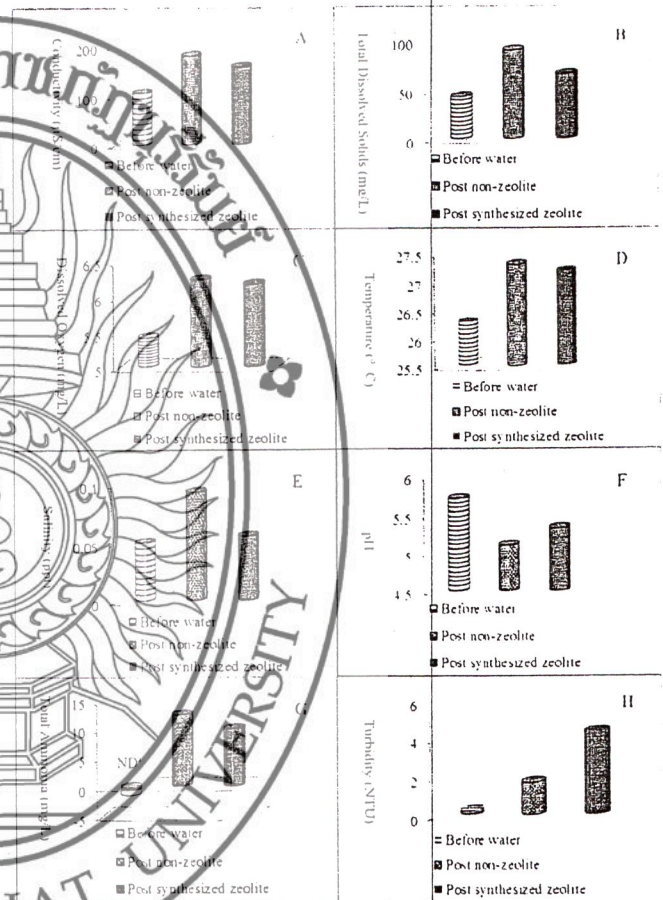 A
Conductivity (µS/cm)
200
100
0
Before water
Post non-zeolite
Post synthesized zeolite
B
Total Dissolved Solids (mg/L)
100
50
0
Before water
Post non-zeolite
Post synthesized zeolite
C
Dissolved Oxygen (mg/L)
6.5
6
5.5
5
Before water
Post non-zeolite
Post synthesized zeolite
D
Temperature (° C)
27.5
27
26.5
26
25.5
Before water
Post non-zeolite
Post synthesized zeolite
E
Salinity (ppt)
0.1
0.05
0
Before water
Post non-zeolite
Post synthesized zeolite
F
pH
6
5.5
5
4.5
Before water
Post non-zeolite
Post synthesized zeolite
G
Total Ammonia (mg/L)
15
10
5
0
-5
ND
Before water
Post non-zeolite
Post synthesized zeolite
H
Turbidity (NTU)
6
4
2
0
Before water
Post non-zeolite
Post synthesized zeolite
UNIVERSITY